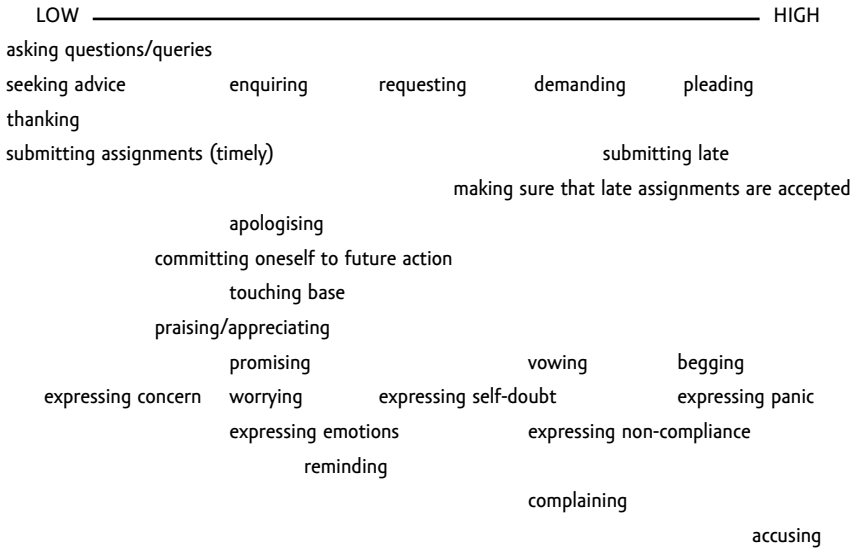 LOW HIGH
asking questions/queries
seeking advice enquiring requesting demanding pleading
thanking
submitting assignments (timely) submitting late
making sure that late assignments are accepted
apologising
committing oneself to future action
touching base
praising/appreciating
promising vowing begging
expressing concern worrying expressing self-doubt expressing panic
expressing emotions expressing non-compliance
reminding
complaining
accusing